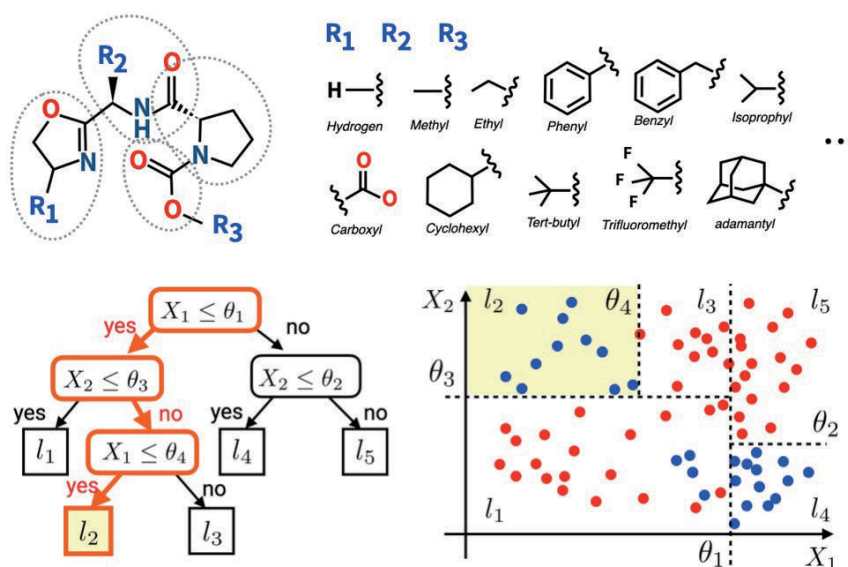 R1 R2 R3
R2
O
O
N
H
N
N
O
O
R1
R3
H
Hydrogen
Methyl
Ethyl
Phenyl
Benzyl
Isoprophyl
..
O
O
Carboxyl
Cyclohexyl
Tert-butyl
F
F
F
Trifluoromethyl
adamantyl
X₁ ≤ θ₁
yes
no
X₂ ≤ θ₃
X₂ ≤ θ₂
yes
no
yes
no
l₁
X₁ ≤ θ₄
l₄
l₅
yes
no
l₂
l₃
X₂
l₂
θ₄
l₃
l₅
θ₃
θ₂
l₁
l₄
θ₁
X₁